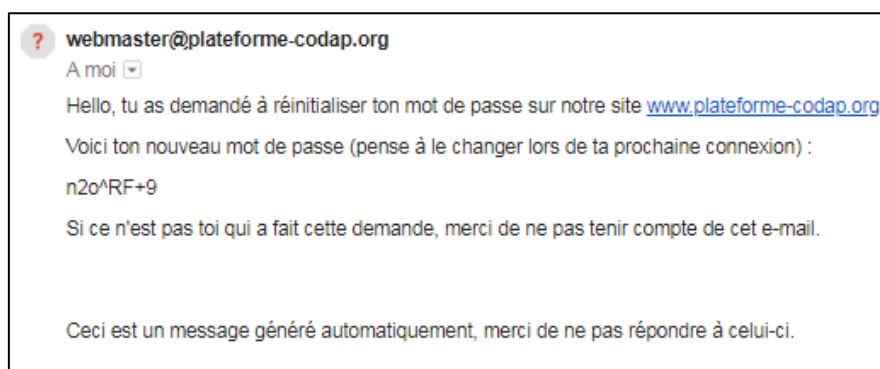 ?
webmaster@plateforme-codap.org
A moi
Hello, tu as demandé à réinitialiser ton mot de passe sur notre site www.plateforme-codap.org
Voici ton nouveau mot de passe (pense à le changer lors de ta prochaine connexion) :
n2o^RF+9
Si ce n'est pas toi qui a fait cette demande, merci de ne pas tenir compte de cet e-mail.
Ceci est un message généré automatiquement, merci de ne pas répondre à celui-ci.